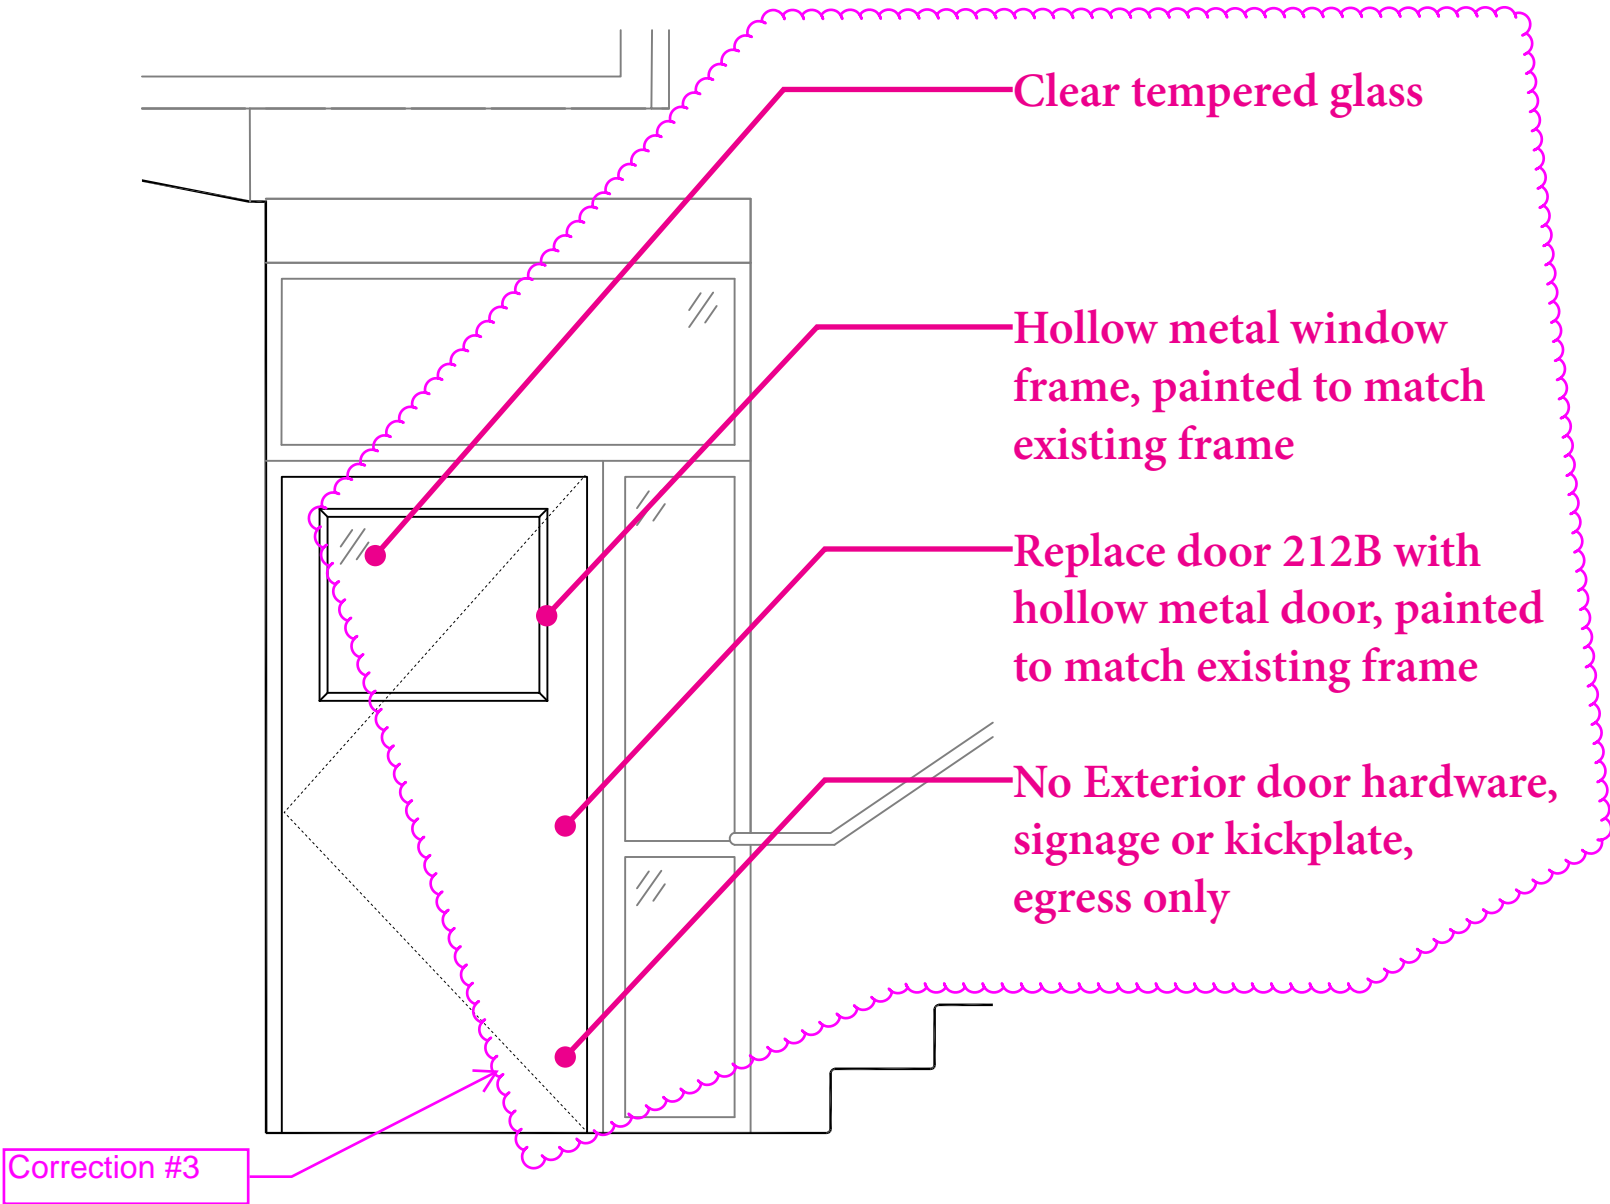 Clear tempered glass
Hollow metal window
frame, painted to match
existing frame
Replace door 212B with
hollow metal door, painted
to match existing frame
No Exterior door hardware,
signage or kickplate,
egress only
Correction #3